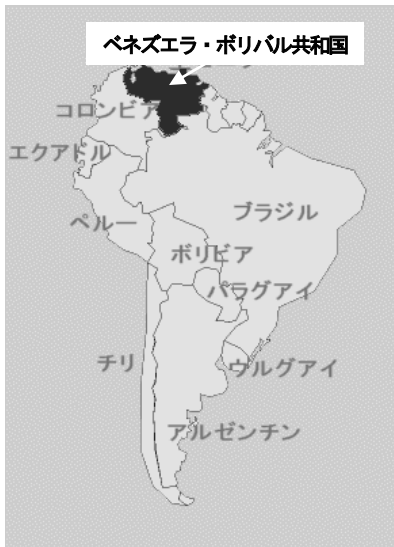 ベネズエラ・ボリバル共和国
コロンビア
エクアドル
ペルー
ブラジル
ボリビア
パラグアイ
チリ
ウルグアイ
アルゼンチン